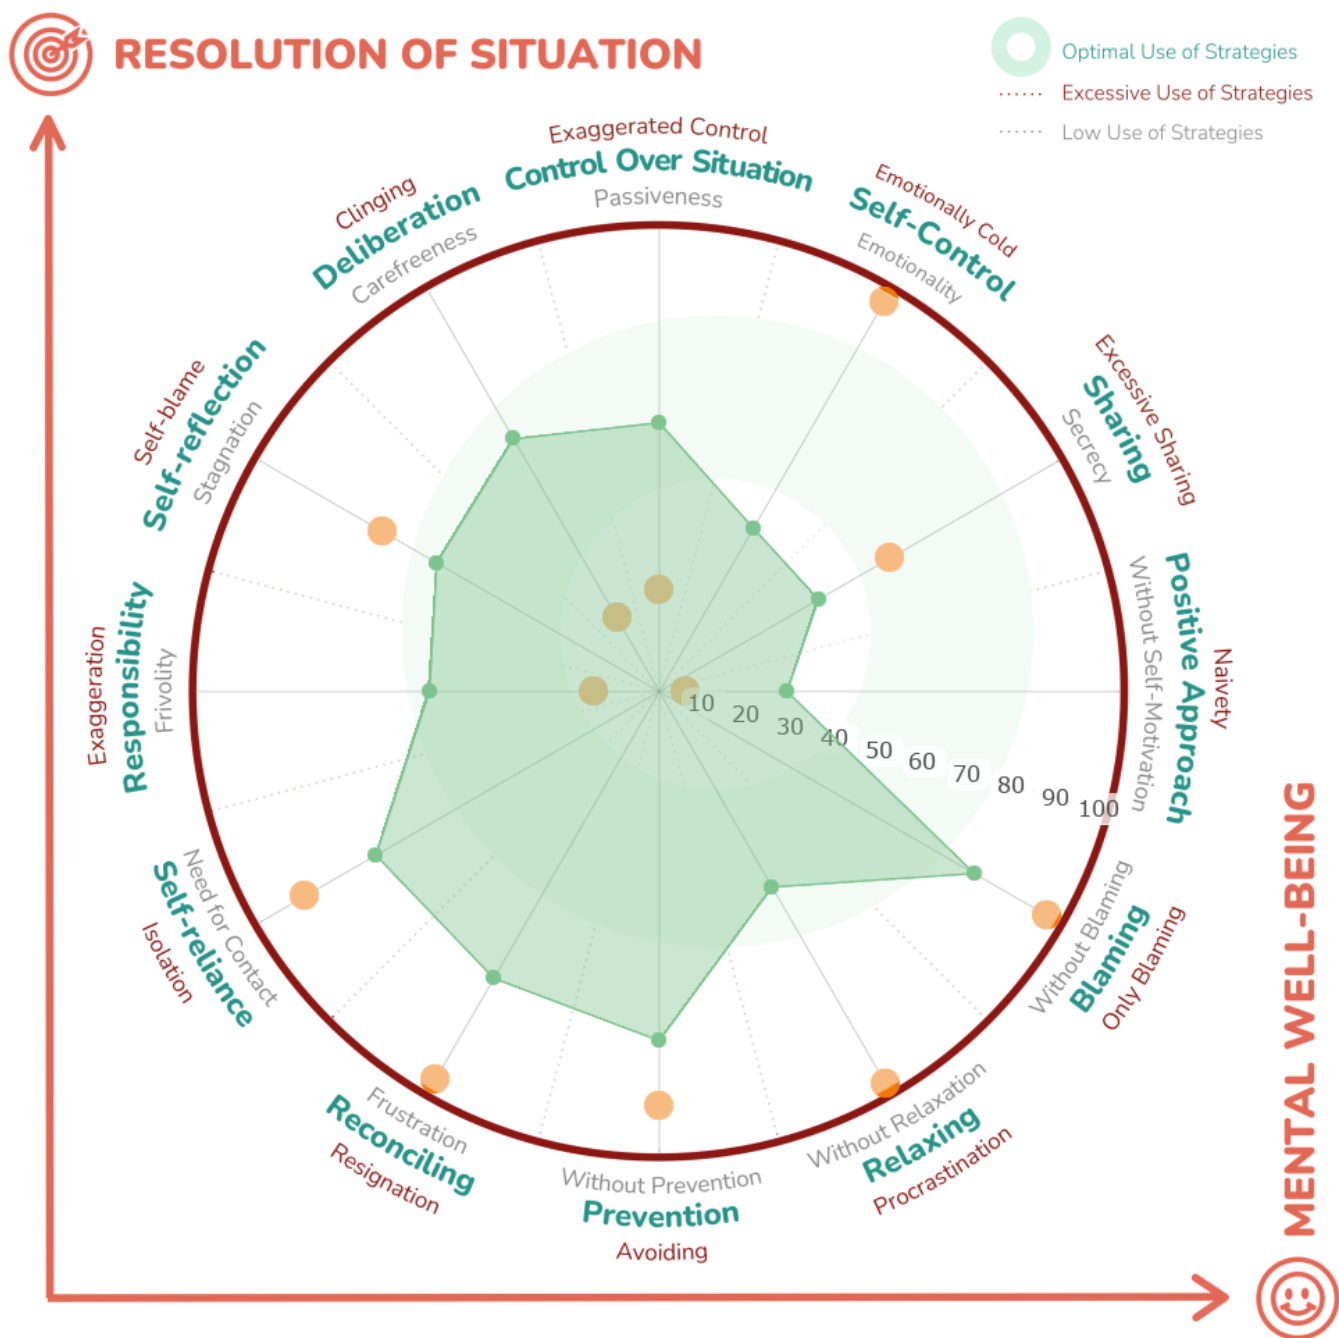 RESOLUTION OF SITUATION
Optimal Use of Strategies
Excessive Use of Strategies
Low Use of Strategies
Exaggerated Control
Control Over Situation
Passiveness
Emotionally Cold
Self-Control
Emotionality
Excessive Sharing
Sharing
Secrecy
Naivety
Positive Approach
Without Self-Motivation
Without Blaming
Blaming
Only Blaming
Without Relaxation
Relaxing
Procrastination
Without Prevention
Prevention
Avoiding
Frustration
Reconciling
Resignation
Need for Contact
Self-reliance
Isolation
Exaggeration
Responsibility
Frivolity
Self-blame
Self-reflection
Stagnation
Clinging
Deliberation
Carefreeness
10
20
30
40
50
60
70
80
90
100
MENTAL WELL-BEING